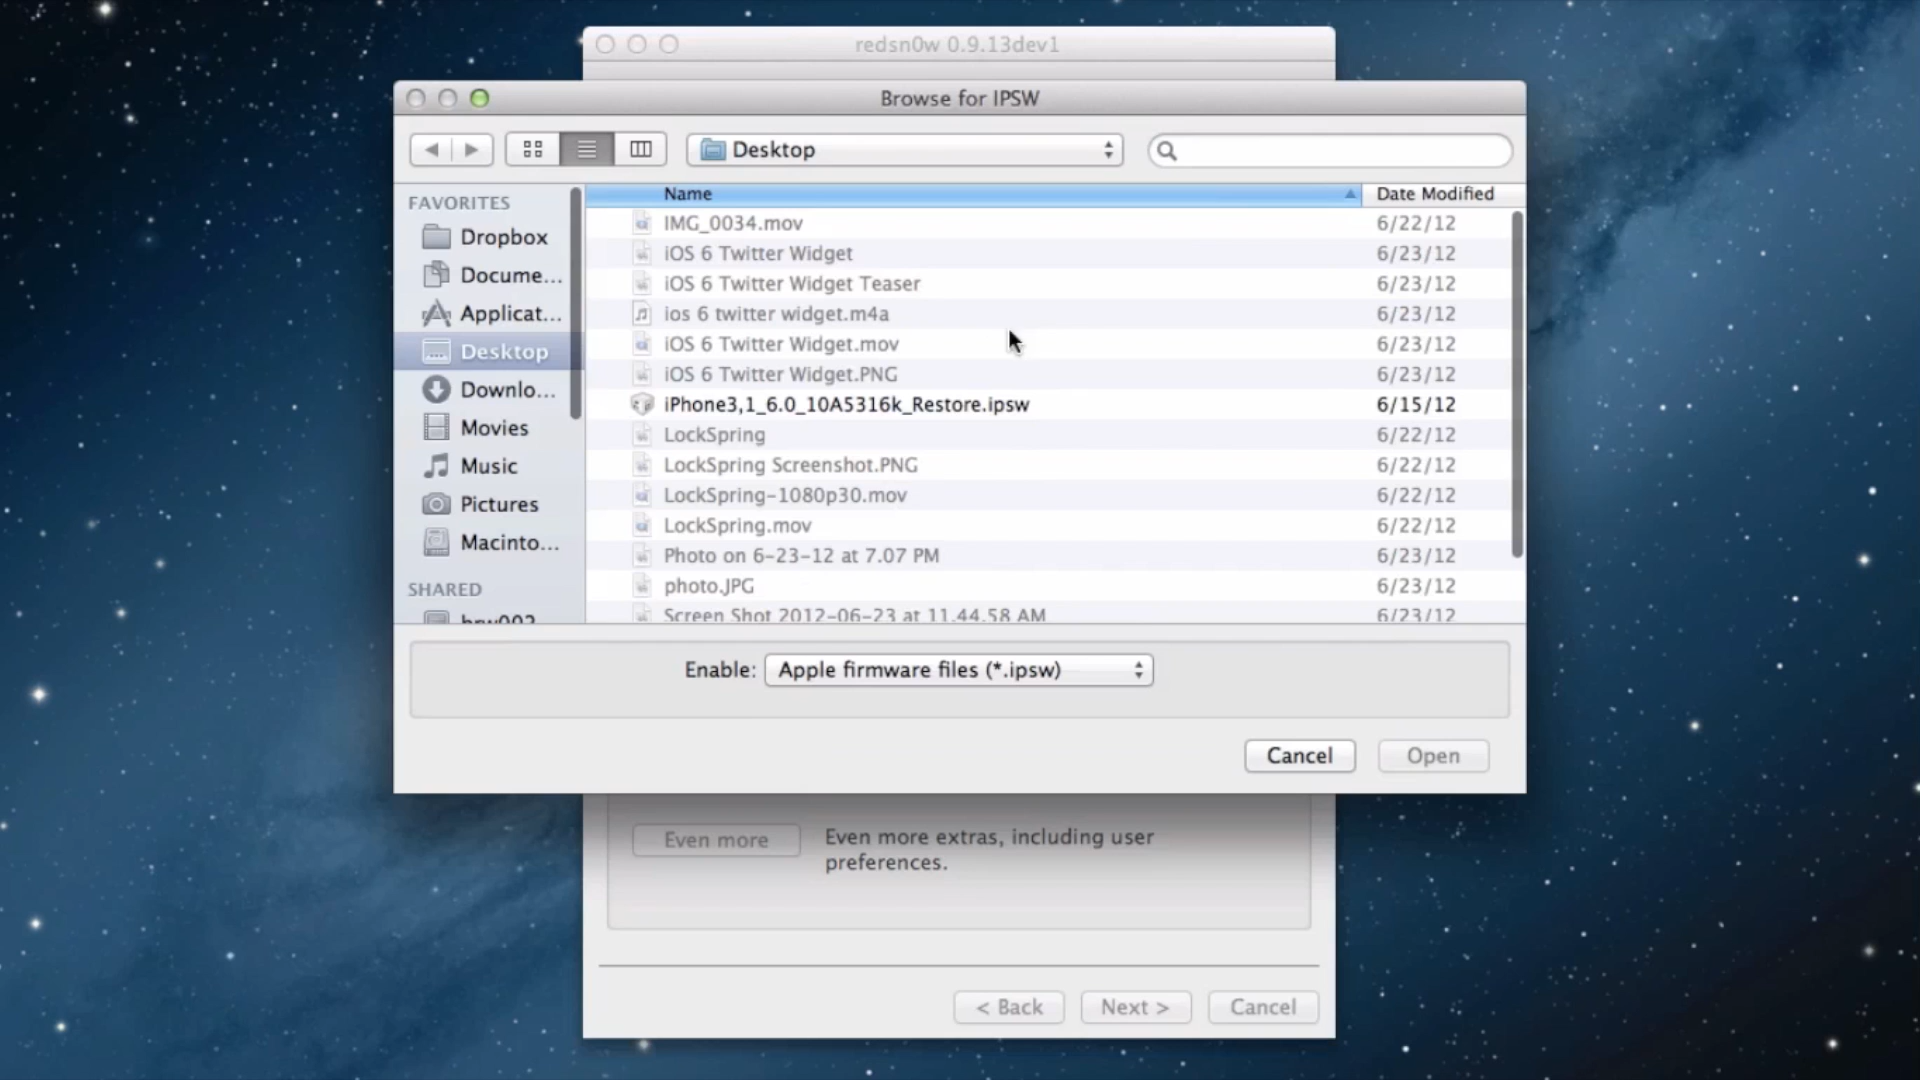 redsn0w 0.9.13dev1
Browse for IPSW
Desktop
Name
Date Modified
FAVORITES
Dropbox
Docume...
Applicat...
Desktop
Downlo...
Movies
Music
Pictures
Macinto...
SHARED
IMG_0034.mov 6/22/12
iOS 6 Twitter Widget 6/23/12
iOS 6 Twitter Widget Teaser 6/23/12
ios 6 twitter widget.m4a 6/23/12
iOS 6 Twitter Widget.mov 6/23/12
iOS 6 Twitter Widget.PNG 6/23/12
iPhone3,1_6.0_10A5316k_Restore.ipsw 6/15/12
LockSpring 6/22/12
LockSpring Screenshot.PNG 6/22/12
LockSpring-1080p30.mov 6/22/12
LockSpring.mov 6/22/12
Photo on 6-23-12 at 7.07 PM 6/23/12
photo.JPG 6/23/12
Screen Shot 2012-06-23 at 11.44.58 AM 6/23/12
Enable: Apple firmware files (*.ipsw)
Cancel Open
Even more
Even more extras, including user
preferences.
< Back Next > Cancel